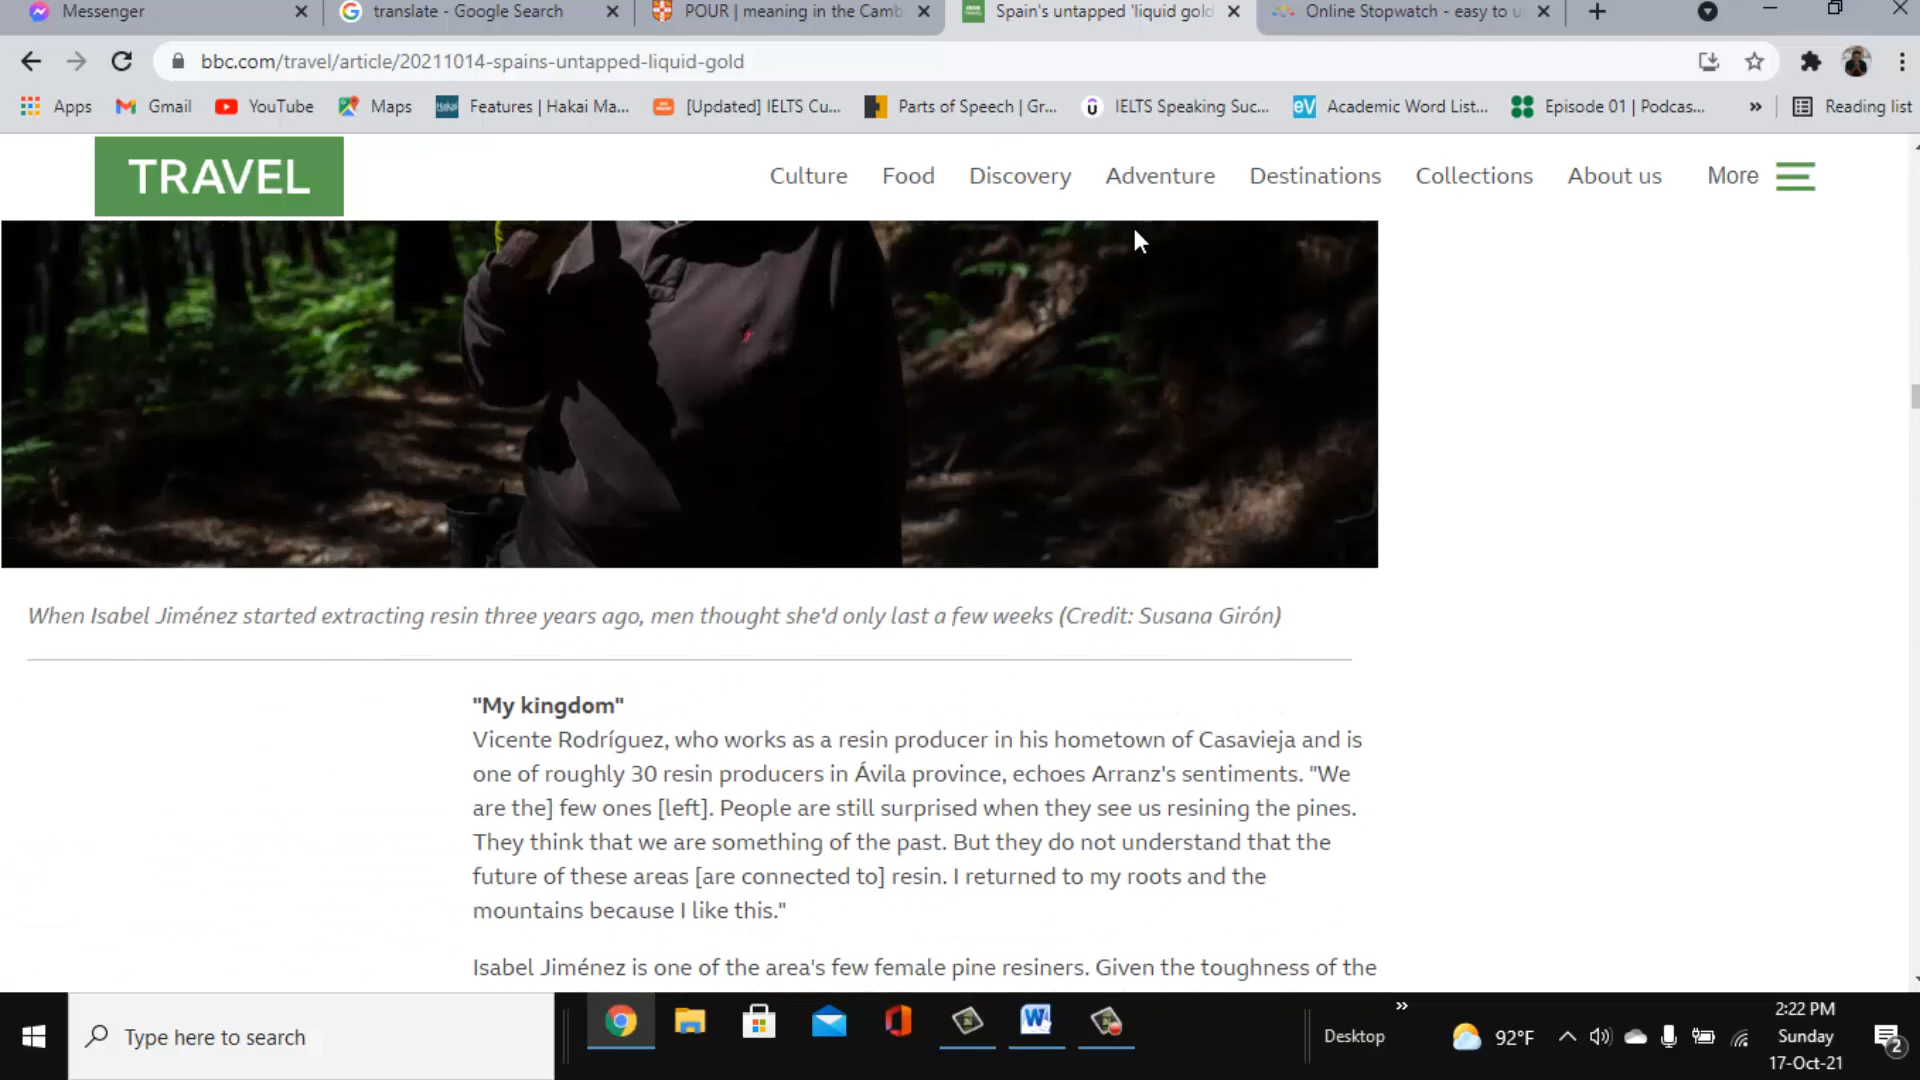 Messenger
translate - Google Search
POUR | meaning in the Camb
Spain's untapped 'liquid gold
Online Stopwatch - easy to u
bbc.com/travel/article/20211014-spains-untapped-liquid-gold
Apps
Gmail
YouTube
Maps
Hakai
Features | Hakai Ma...
[Updated] IELTS Cu...
Parts of Speech | Gr...
IELTS Speaking Suc...
eV
Academic Word List...
Episode 01 | Podcas...
Reading list
TRAVEL
Culture
Food
Discovery
Adventure
Destinations
Collections
About us
More
When Isabel Jiménez started extracting resin three years ago, men thought she'd only last a few weeks (Credit: Susana Girón)
"My kingdom"
Vicente Rodríguez, who works as a resin producer in his hometown of Casavieja and is
one of roughly 30 resin producers in Ávila province, echoes Arranz's sentiments. "We
are the] few ones [left]. People are still surprised when they see us resining the pines.
They think that we are something of the past. But they do not understand that the
future of these areas [are connected to] resin. I returned to my roots and the
mountains because I like this."
Isabel Jiménez is one of the area's few female pine resiners. Given the toughness of the
Type here to search
Desktop
92°F
2:22 PM
Sunday
17-Oct-21
2